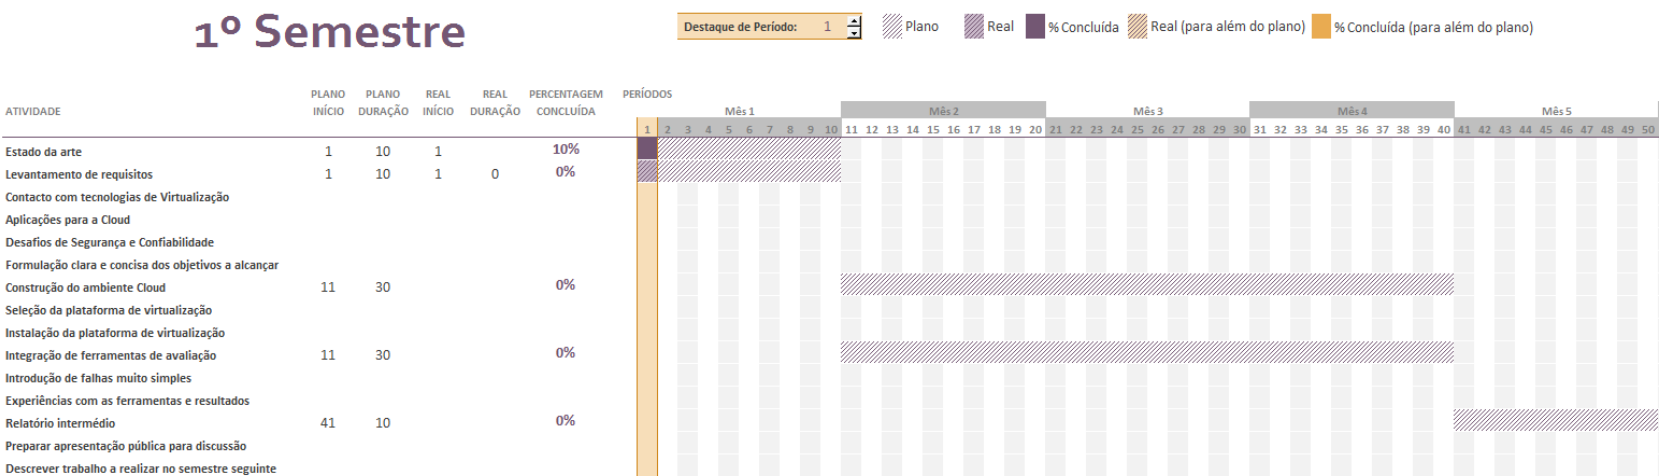 1º Semestre
Destaque de Período: 1
Plano
Real
% Concluída
Real (para além do plano)
% Concluída (para além do plano)
ATIVIDADE PLANO INÍCIO PLANO DURAÇÃO REAL INÍCIO REAL DURAÇÃO PERCENTAGEM CONCLUÍDA PERÍODOS
Mês 1 Mês 2 Mês 3 Mês 4 Mês 5
1 2 3 4 5 6 7 8 9 10 11 12 13 14 15 16 17 18 19 20 21 22 23 24 25 26 27 28 29 30 31 32 33 34 35 36 37 38 39 40 41 42 43 44 45 46 47 48 49 50
Estado da arte 1 10 1 10%
Levantamento de requisitos 1 10 1 0 0%
Contacto com tecnologias de Virtualização
Aplicações para a Cloud
Desafios de Segurança e Confiabilidade
Formulação clara e concisa dos objetivos a alcançar
Construção do ambiente Cloud 11 30 0%
Seleção da plataforma de virtualização
Instalação da plataforma de virtualização
Integração de ferramentas de avaliação 11 30 0%
Introdução de falhas muito simples
Experiências com as ferramentas e resultados
Relatório intermédio 41 10 0%
Preparar apresentação pública para discussão
Descrever trabalho a realizar no semestre seguinte